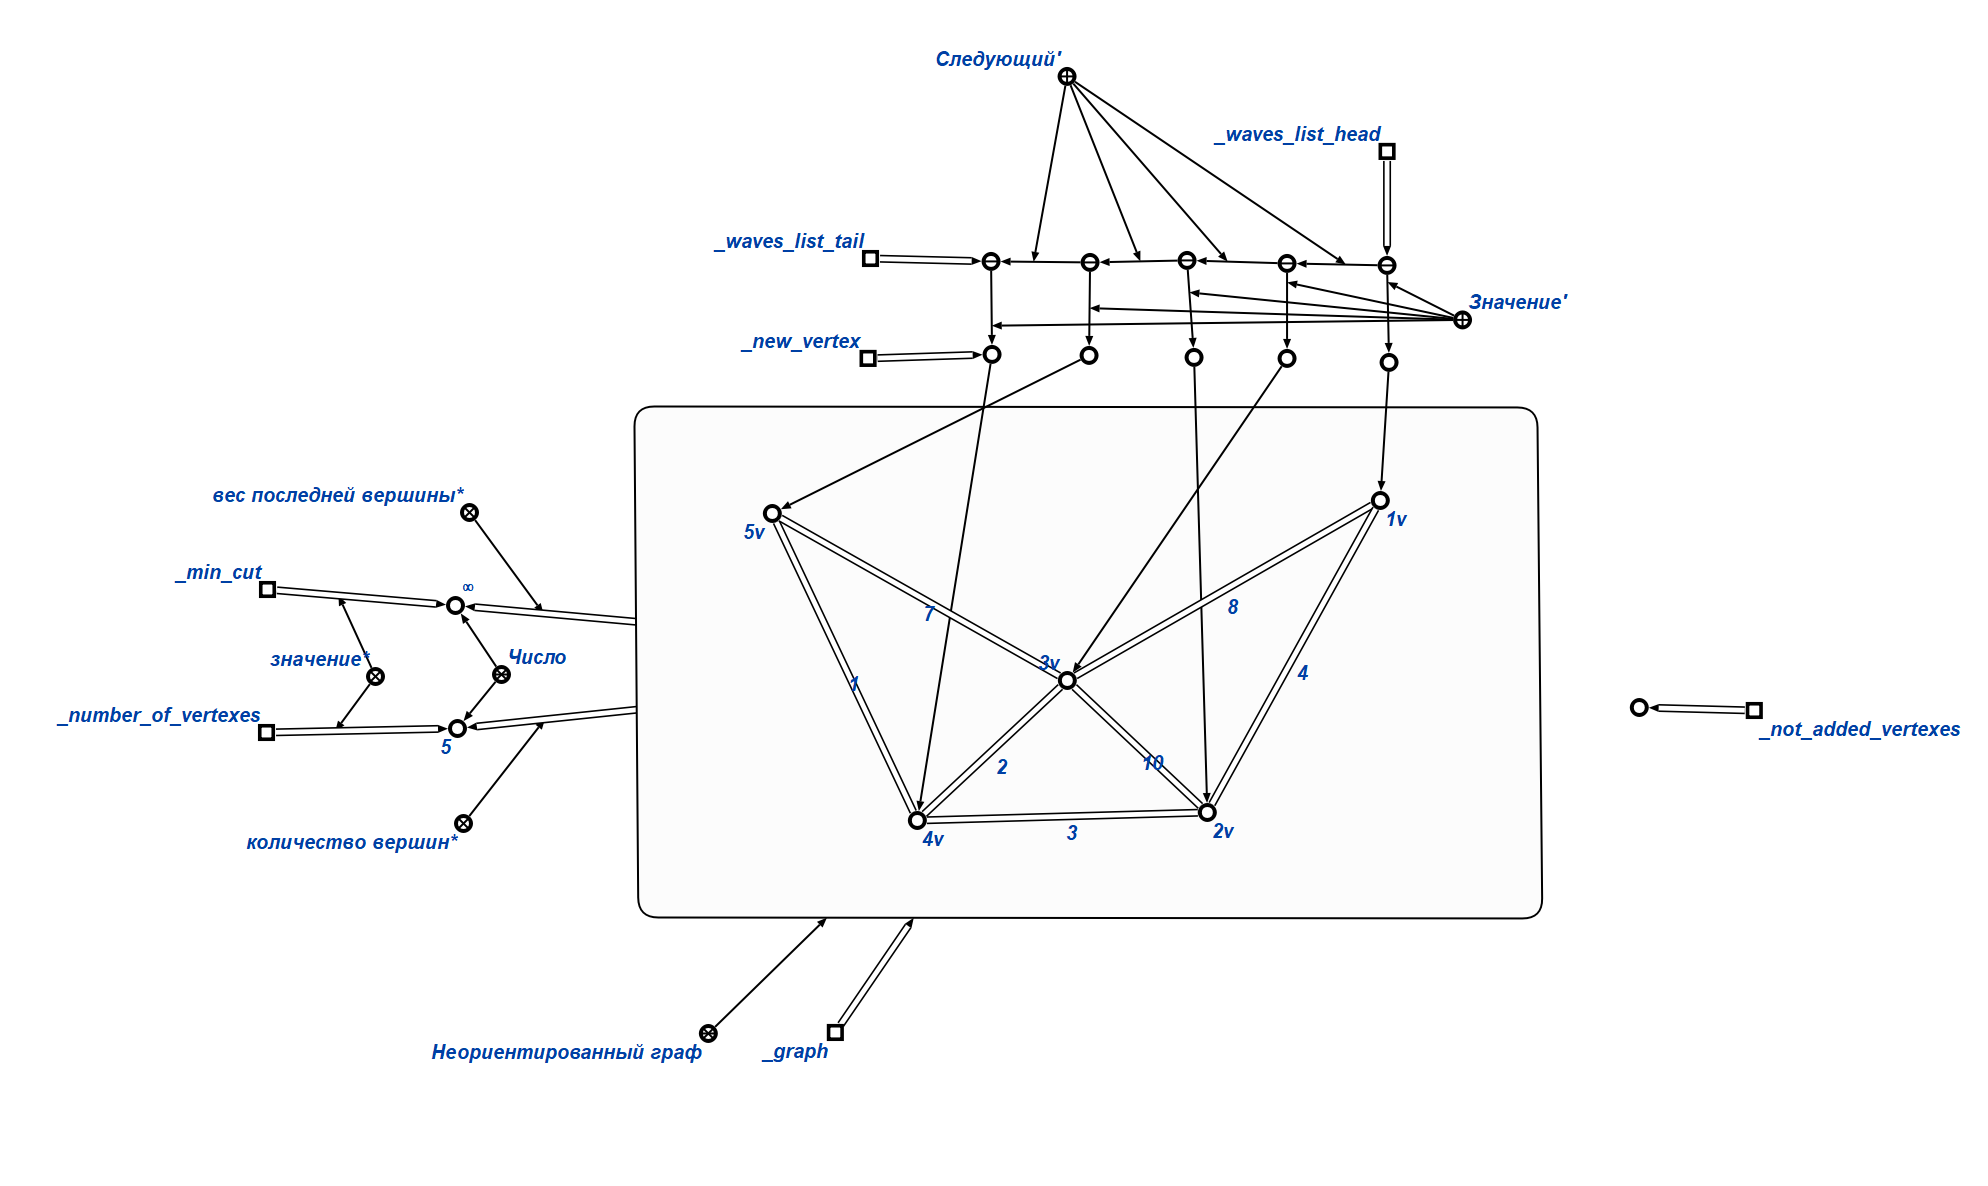 Следующий'
_waves_list_head
_waves_list_tail
Значение'
_new_vertex
вес последней вершины*
5v
1v
_min_cut
∞
7
8
значение*
Число
3v
1
4
_number_of_vertexes
5
2
10
_not_added_vertexes
количество вершин*
4v
3
2v
Неориентированный граф
_graph